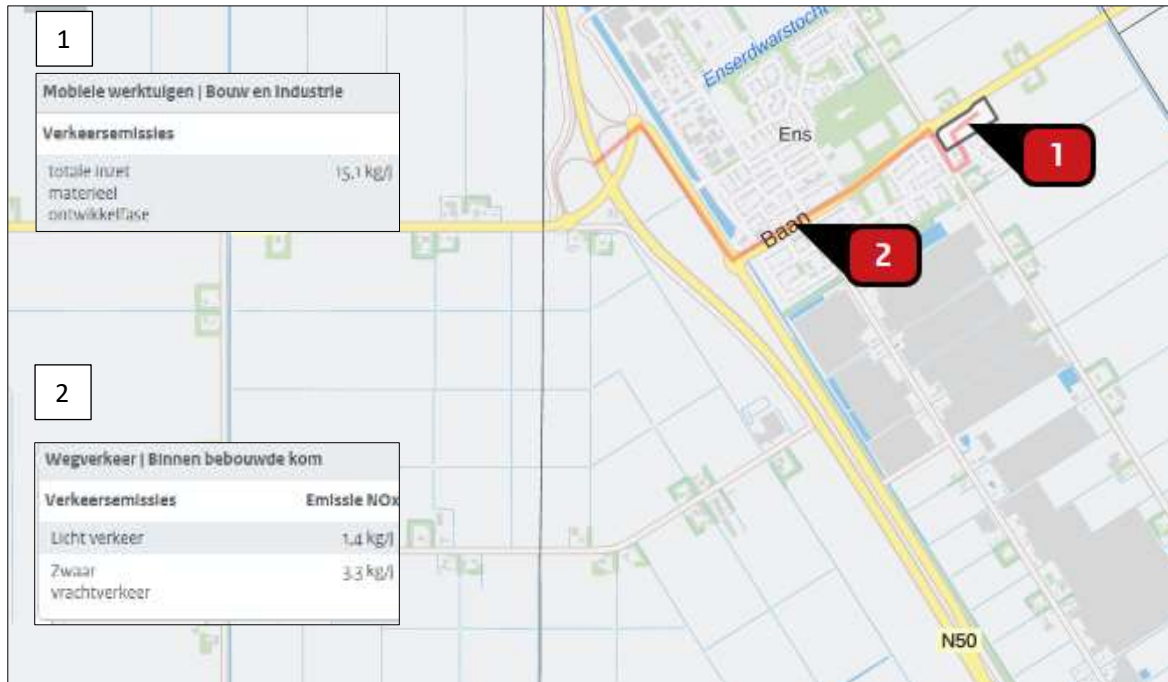 1
Mobiele werktuigen | Bouw en Industrie
Verkeersemissies
totale inzet 15,1 kg/j
materieel
ontwikkelfase
Enserdwarstocht
Ens
1
Baan
2
2
Wegverkeer | Binnen bebouwde kom
Verkeersemissies Emissie NOx
Licht verkeer 1,4 kg/j
Zwaar 3,3 kg/j
vrachtverkeer
N50